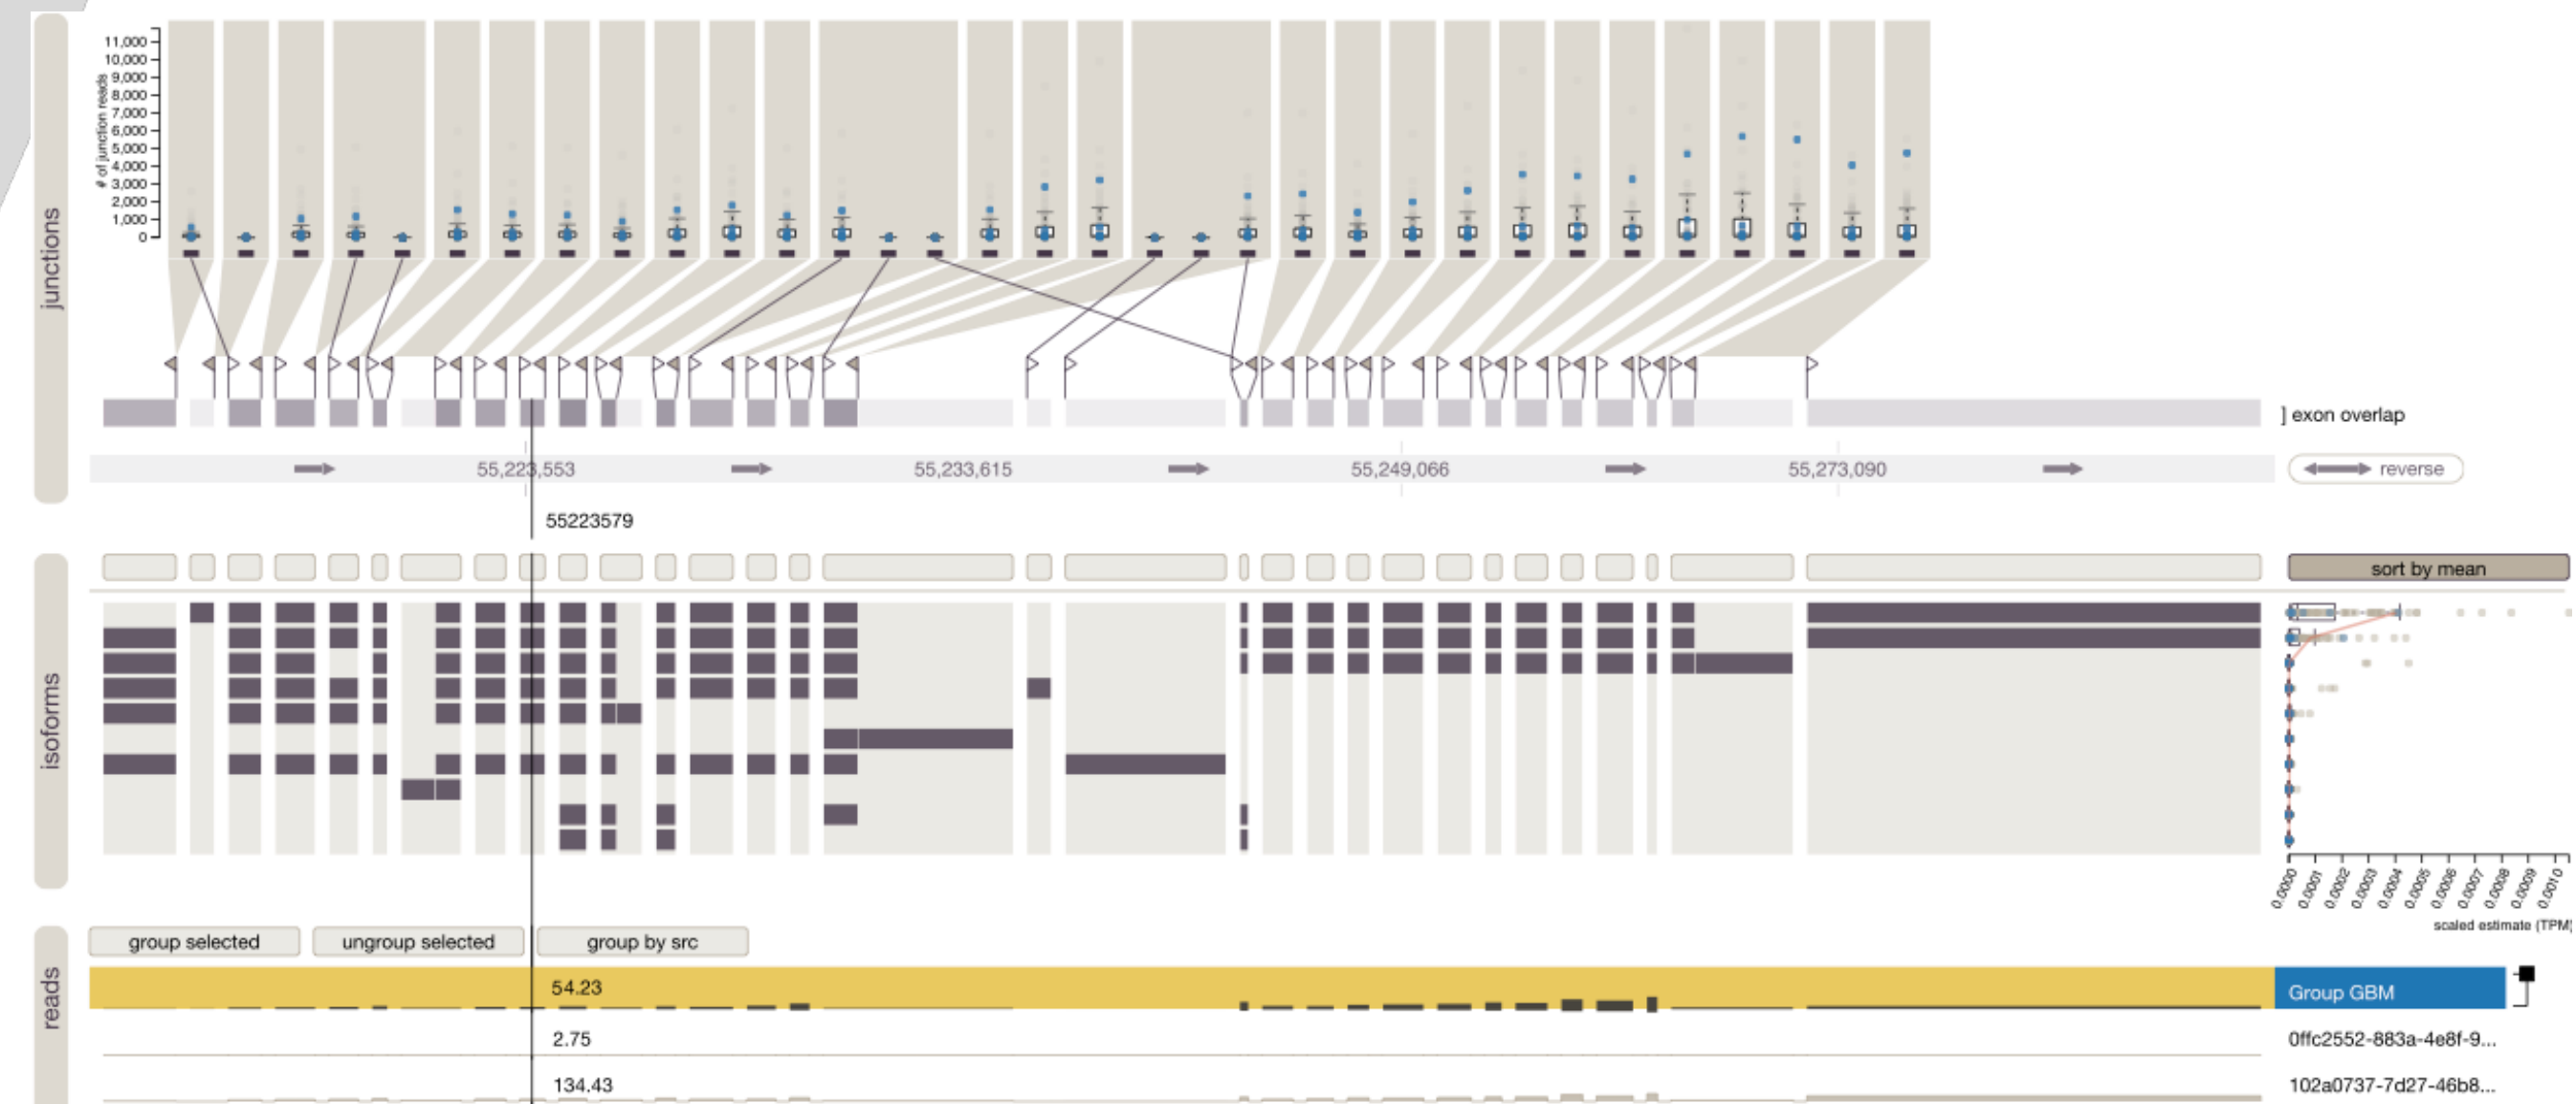 junctions
# of junction reads
11,000
10,000
9,000
8,000
7,000
6,000
5,000
4,000
3,000
2,000
1,000
0
] exon overlap
55,223,553 55,233,615 55,249,066 55,273,090
reverse
55223579
isoforms
sort by mean
0.0000 0.0001 0.0002 0.0003 0.0004 0.0005 0.0006 0.0007 0.0008 0.0009 0.0010
scaled estimate (TPM)
reads
group selected ungroup selected group by src
54.23 Group GBM
2.75 0ffc2552-883a-4e8f-9...
134.43 102a0737-7d27-46b8...